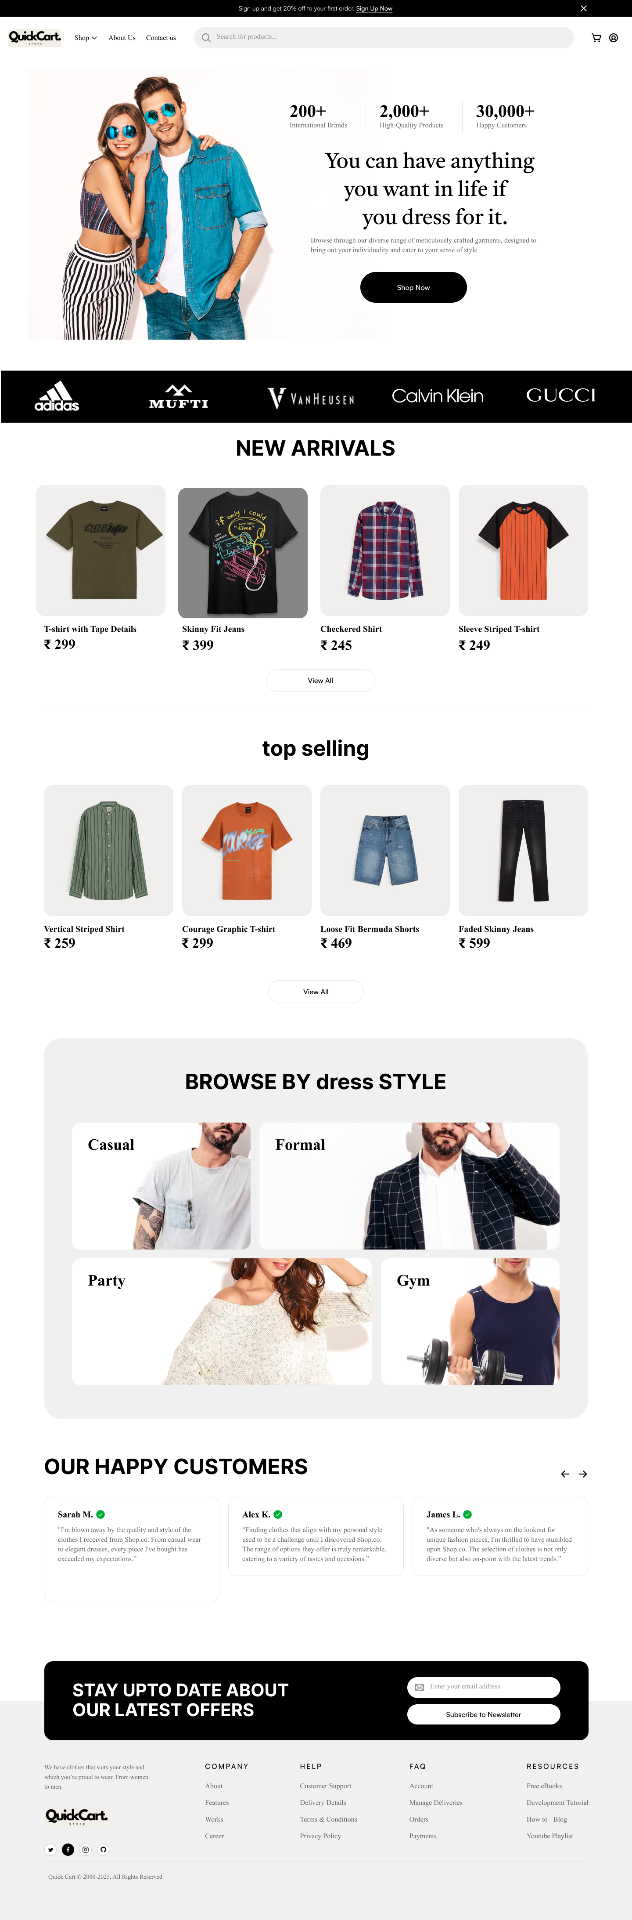 Sign up and get 20% off to your first order. Sign Up Now
QuickCart.
STORE
Shop
About Us
Contact us
Search for products...
200+
International Brands
2,000+
High-Quality Products
30,000+
Happy Customers
You can have anything
you want in life if
you dress for it.
Browse through our diverse range of meticulously crafted garments, designed to
bring out your individuality and cater to your sense of style.
Shop Now
adidas
MUFTI
VANHEUSEN
Calvin Klein
GUCCI
NEW ARRIVALS
if only i could
time
T-shirt with Tape Details
₹ 299
Skinny Fit Jeans
₹ 399
Checkered Shirt
₹ 245
Sleeve Striped T-shirt
₹ 249
View All
top selling
COURAGE
Vertical Striped Shirt
₹ 259
Courage Graphic T-shirt
₹ 299
Loose Fit Bermuda Shorts
₹ 469
Faded Skinny Jeans
₹ 599
View All
BROWSE BY dress STYLE
Casual
Formal
Party
Gym
OUR HAPPY CUSTOMERS
Sarah M.
"I'm blown away by the quality and style of the
clothes I received from Shop.co. From casual wear
to elegant dresses, every piece I've bought has
exceeded my expectations."
Alex K.
"Finding clothes that align with my personal style
used to be a challenge until I discovered Shop.co.
The range of options they offer is truly remarkable,
catering to a variety of tastes and occasions."
James L.
"As someone who's always on the lookout for
unique fashion pieces, I'm thrilled to have stumbled
upon Shop.co. The selection of clothes is not only
diverse but also on-point with the latest trends."
STAY UPTO DATE ABOUT
OUR LATEST OFFERS
Enter your email address
Subscribe to Newsletter
We have clothes that suits your style and
which you're proud to wear. From women
to men.
QuickCart.
STORE
COMPANY
About
Features
Works
Career
HELP
Customer Support
Delivery Details
Terms & Conditions
Privacy Policy
FAQ
Account
Manage Deliveries
Orders
Payments
RESOURCES
Free eBooks
Development Tutorial
How to - Blog
Youtube Playlist
Quick Cart © 2000-2025, All Rights Reserved